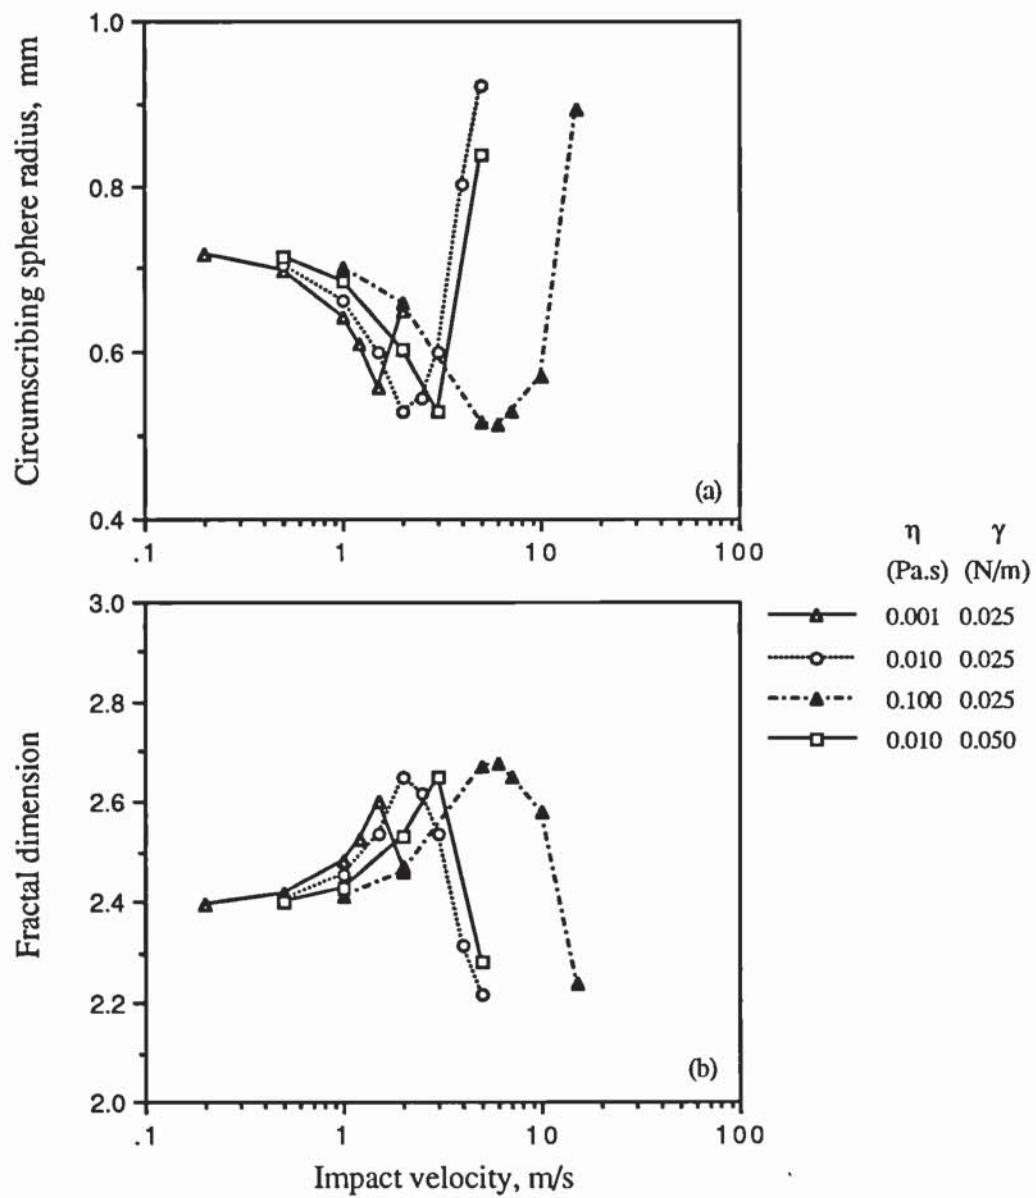 Circumscribing sphere radius, mm
1.0
0.8
0.6
0.4
(a)
.1 1 10 100
η γ
(Pa.s) (N/m)
0.001 0.025
0.010 0.025
0.100 0.025
0.010 0.050
Fractal dimension
3.0
2.8
2.6
2.4
2.2
2.0
(b)
.1 1 10 100
Impact velocity, m/s